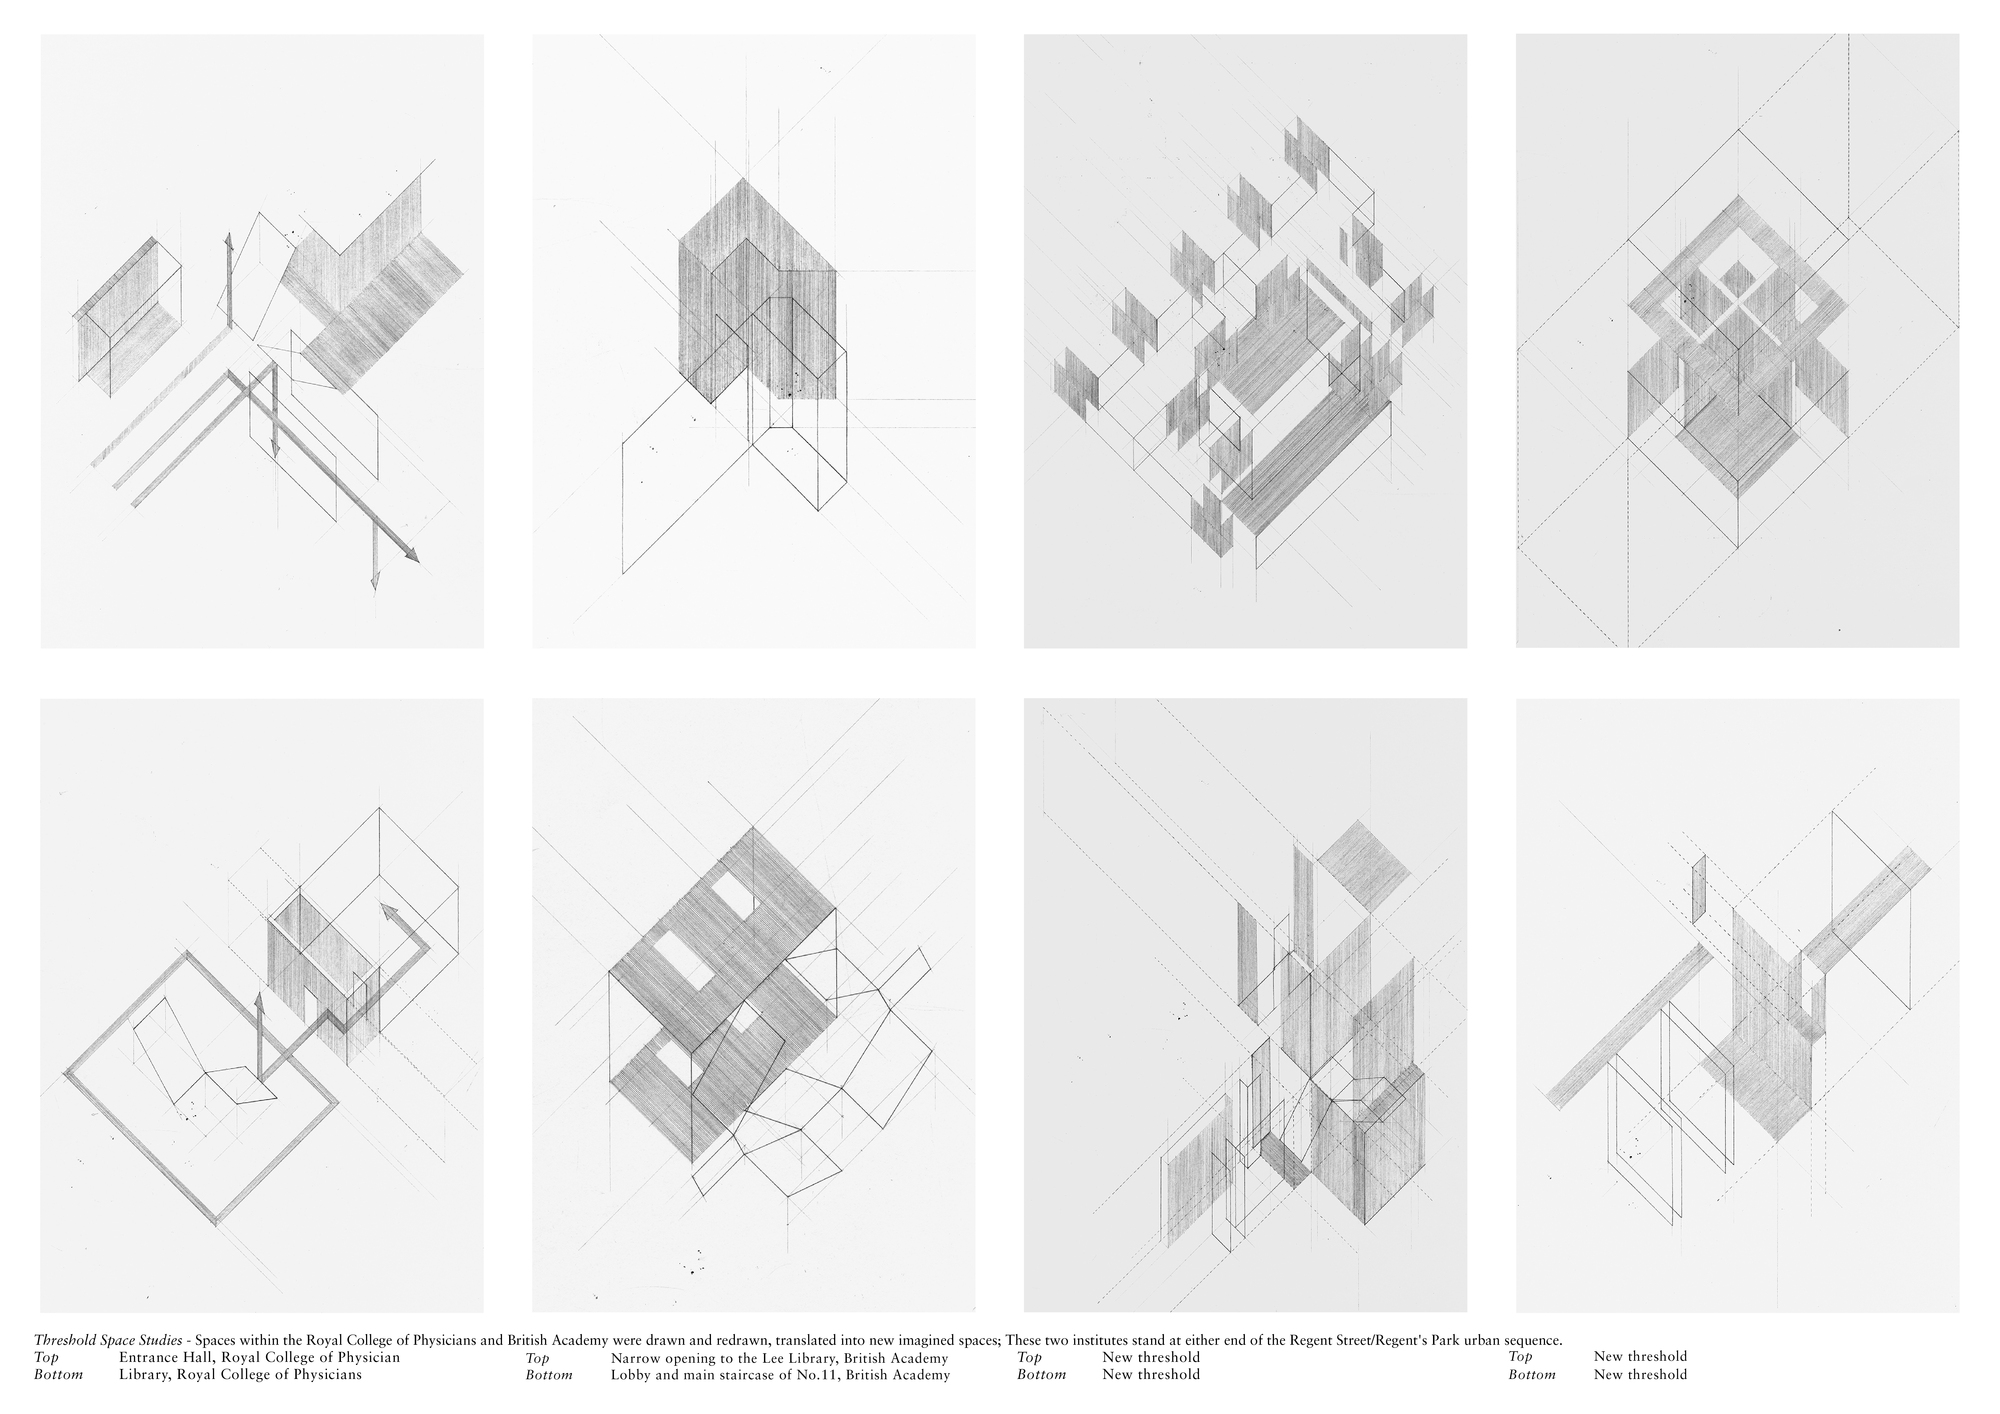 Threshold Space Studies - Spaces within the Royal College of Physicians and British Academy were drawn and redrawn, translated into new imagined spaces; These two institutes stand at either end of the Regent Street/Regent's Park urban sequence.
Top Entrance Hall, Royal College of Physician
Bottom Library, Royal College of Physicians
Top Narrow opening to the Lee Library, British Academy
Bottom Lobby and main staircase of No.11, British Academy
Top New threshold
Bottom New threshold
Top New threshold
Bottom New threshold